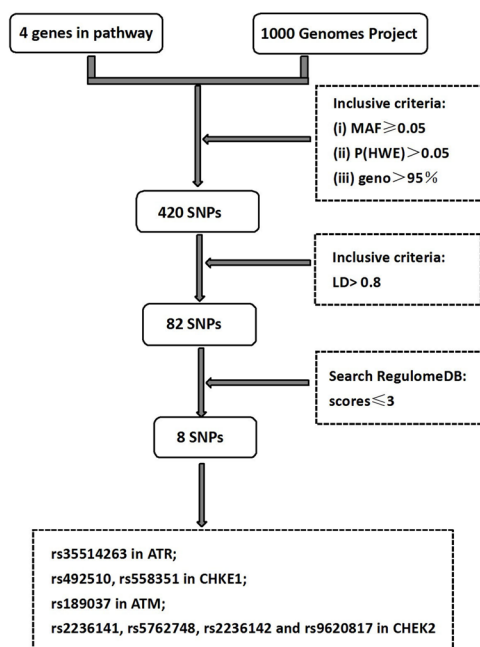 4 genes in pathway
1000 Genomes Project
Inclusive criteria:
(i) MAF≥0.05
(ii) P(HWE)>0.05
(iii) geno>95%
420 SNPs
Inclusive criteria:
LD> 0.8
82 SNPs
Search RegulomeDB:
scores≤3
8 SNPs
rs35514263 in ATR;
rs492510, rs558351 in CHKE1;
rs189037 in ATM;
rs2236141, rs5762748, rs2236142 and rs9620817 in CHEK2